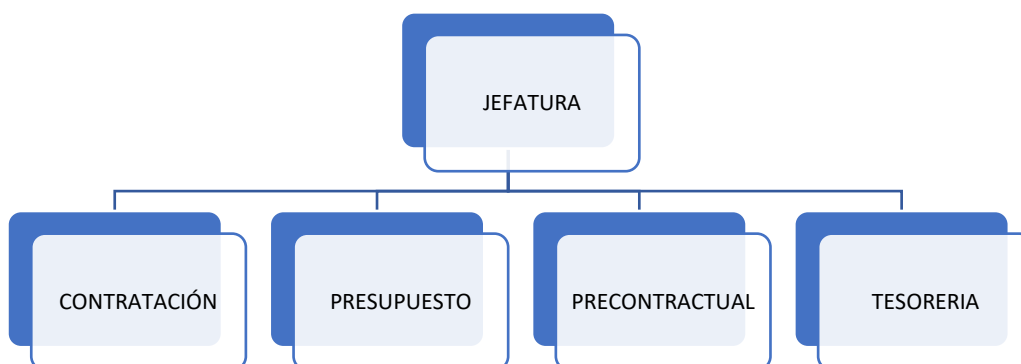 JEFATURA
CONTRATACIÓN
PRESUPUESTO
PRECONTRACTUAL
TESORERIA